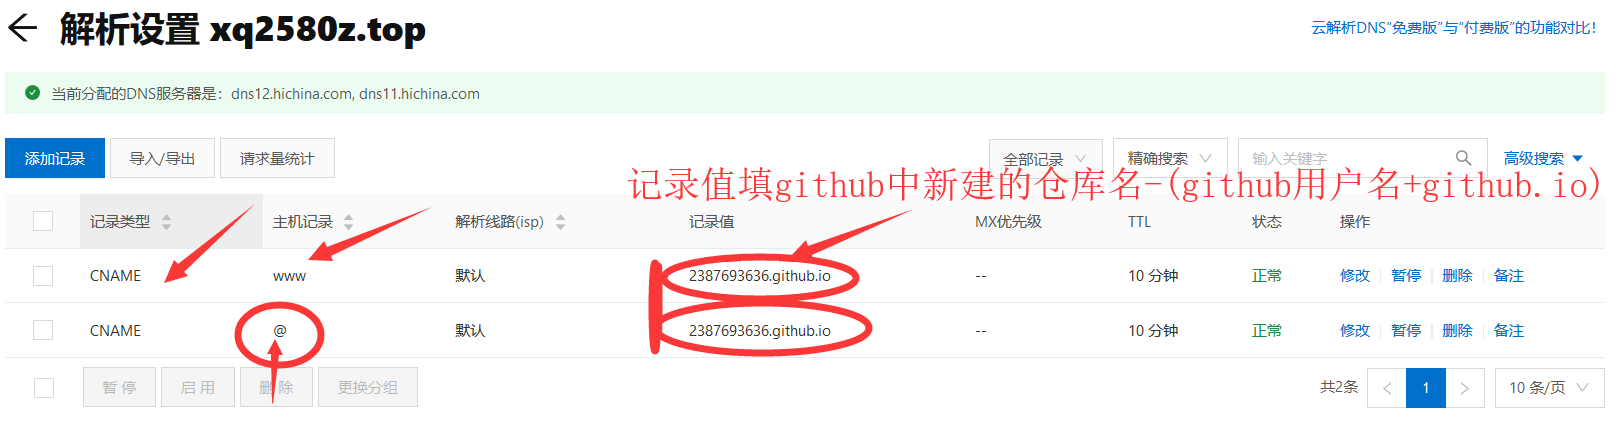 解析设置 xq2580z.top
云解析DNS“免费版”与“付费版”的功能对比!
当前分配的DNS服务器是：dns12.hichina.com, dns11.hichina.com
添加记录 导入/导出 请求量统计 全部记录 精确搜索 输入关键字 高级搜索
记录值填github中新建的仓库名-(github用户名+github.io)
记录类型 主机记录 解析线路(isp) 记录值 MX优先级 TTL 状态 操作
CNAME www 默认 2387693636.github.io -- 10 分钟 正常 修改 暂停 删除 备注
CNAME @ 默认 2387693636.github.io -- 10 分钟 正常 修改 暂停 删除 备注
暂停 启用 删除 更换分组 共2条 < 1 > 10 条/页